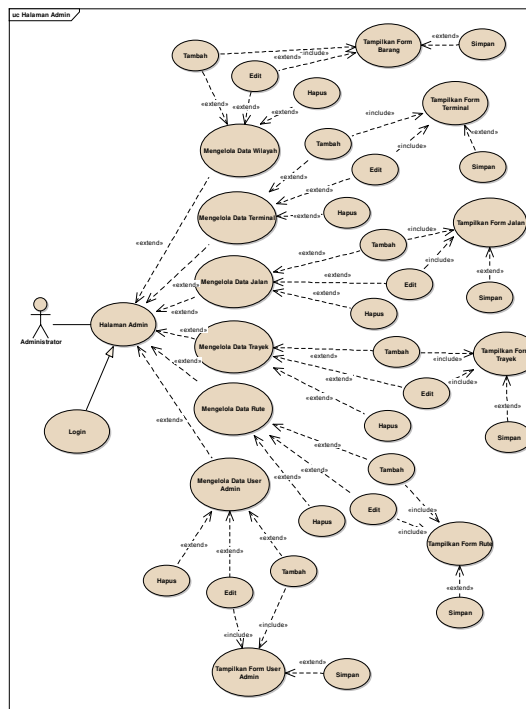 uc Halaman Admin
Tambah
«extend»
Tampilkan Form
Barang
«extend»
Simpan
«include»
Edit
«extend»
«extend»
«extend»
Hapus
«extend»
Mengelola Data Wilayah
Tampilkan Form
Terminal
«include»
Tambah
«extend»
«include»
Edit
«extend»
Simpan
«extend»
Mengelola Data Terminal
«extend»
Hapus
Tampilkan Form Jalan
«include»
Tambah
«extend»
«extend»
Mengelola Data Jalan
«extend»
«include»
Edit
«extend»
Simpan
«extend»
Hapus
«extend»
Administrator
Halaman Admin
«extend»
Mengelola Data Trayek
«extend»
Tambah
«include»
Tampilkan Form
Trayek
«extend»
Edit
«include»
«extend»
Hapus
«extend»
Simpan
«extend»
Mengelola Data Rute
Login
«extend»
«extend»
Tambah
Mengelola Data User
Admin
«extend»
Edit
«include»
«extend»
Hapus
«include»
Tampilkan Form Rute
«extend»
«extend»
«extend»
Hapus
Edit
Tambah
«extend»
Simpan
«include»
«include»
Tampilkan Form User
Admin
«extend»
Simpan